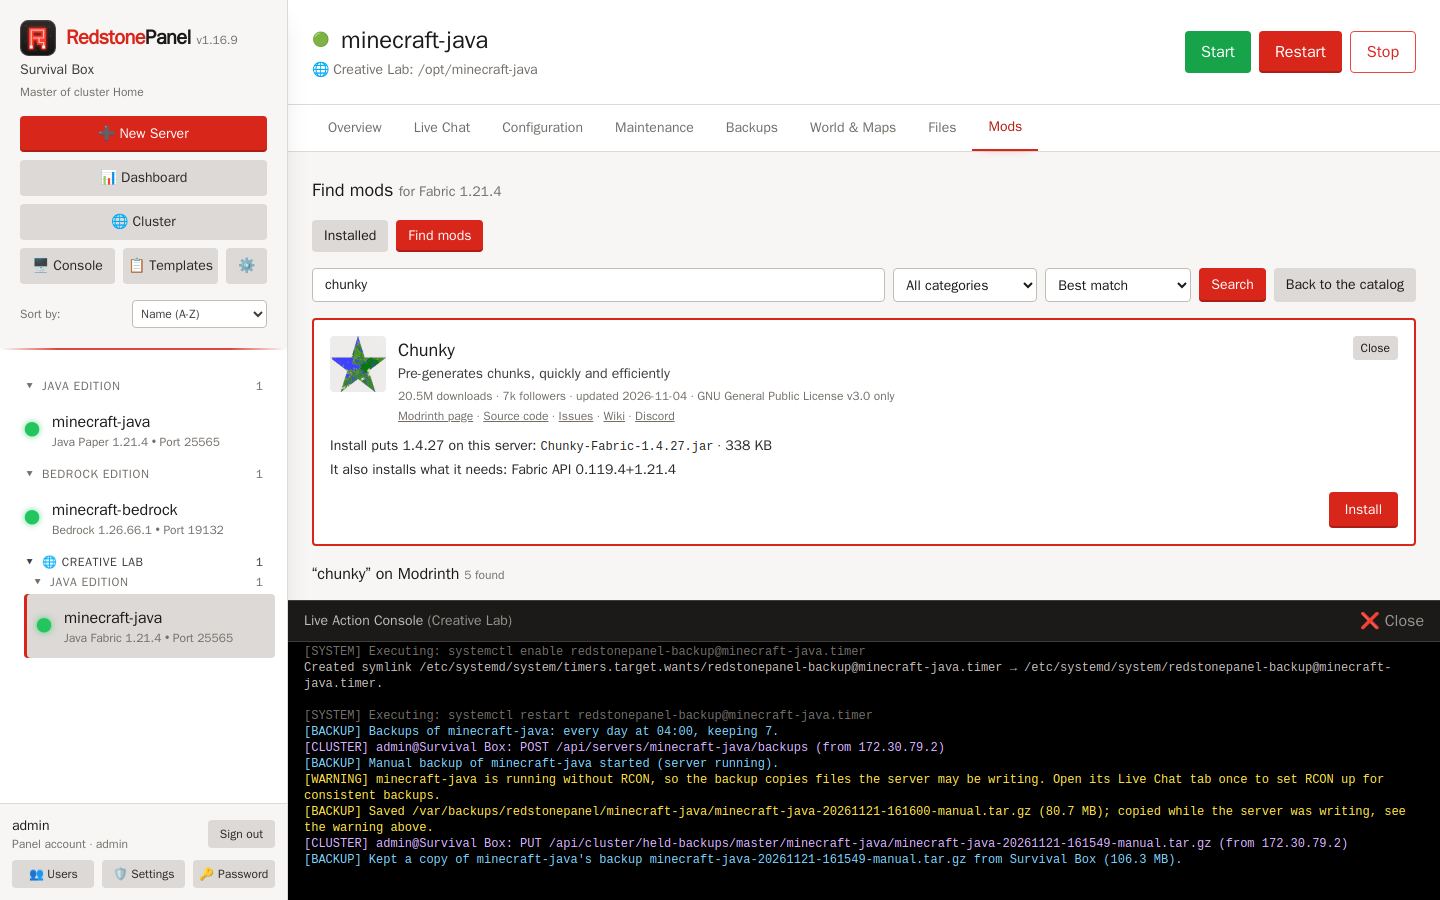 RedstonePanel v1.16.9
Survival Box
Master of cluster Home
➕ New Server
📊 Dashboard
🌐 Cluster
🖥️ Console
📋 Templates
⚙️
Sort by:
Name (A-Z)
▼ JAVA EDITION 1
minecraft-java
Java Paper 1.21.4 • Port 25565
▼ BEDROCK EDITION 1
minecraft-bedrock
Bedrock 1.26.66.1 • Port 19132
▼ 🌐 CREATIVE LAB 1
▼ JAVA EDITION 1
minecraft-java
Java Fabric 1.21.4 • Port 25565
admin
Panel account · admin
Sign out
👥 Users
🛡️ Settings
🔑 Password
minecraft-java
🌐 Creative Lab: /opt/minecraft-java
Start
Restart
Stop
Overview
Live Chat
Configuration
Maintenance
Backups
World & Maps
Files
Mods
Find mods for Fabric 1.21.4
Installed
Find mods
chunky
All categories
Best match
Search
Back to the catalog
Chunky
Close
Pre-generates chunks, quickly and efficiently
20.5M downloads · 7k followers · updated 2026-11-04 · GNU General Public License v3.0 only
Modrinth page · Source code · Issues · Wiki · Discord
Install puts 1.4.27 on this server: Chunky-Fabric-1.4.27.jar · 338 KB
It also installs what it needs: Fabric API 0.119.4+1.21.4
Install
“chunky” on Modrinth 5 found
Live Action Console (Creative Lab)
❌ Close
[SYSTEM] Executing: systemctl enable redstonepanel-backup@minecraft-java.timer
Created symlink /etc/systemd/system/timers.target.wants/redstonepanel-backup@minecraft-java.timer → /etc/systemd/system/redstonepanel-backup@minecraft-
java.timer.
[SYSTEM] Executing: systemctl restart redstonepanel-backup@minecraft-java.timer
[BACKUP] Backups of minecraft-java: every day at 04:00, keeping 7.
[CLUSTER] admin@Survival Box: POST /api/servers/minecraft-java/backups (from 172.30.79.2)
[BACKUP] Manual backup of minecraft-java started (server running).
[WARNING] minecraft-java is running without RCON, so the backup copies files the server may be writing. Open its Live Chat tab once to set RCON up for
consistent backups.
[BACKUP] Saved /var/backups/redstonepanel/minecraft-java/minecraft-java-20261121-161600-manual.tar.gz (80.7 MB); copied while the server was writing, see
the warning above.
[CLUSTER] admin@Survival Box: PUT /api/cluster/held-backups/master/minecraft-java/minecraft-java-20261121-161549-manual.tar.gz (from 172.30.79.2)
[BACKUP] Kept a copy of minecraft-java's backup minecraft-java-20261121-161549-manual.tar.gz from Survival Box (106.3 MB).